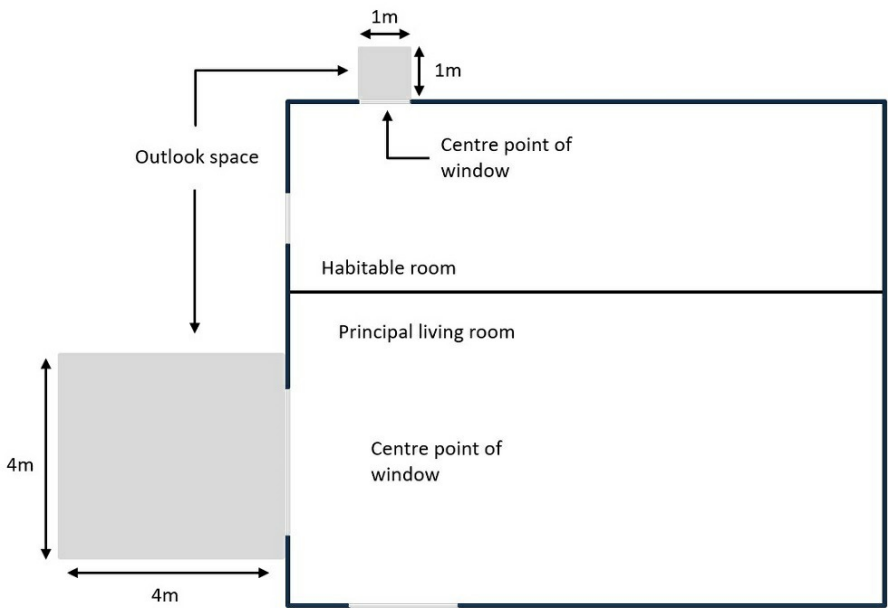 1m
1m
Outlook space
Centre point of
window
Habitable room
Principal living room
Centre point of
window
4m
4m